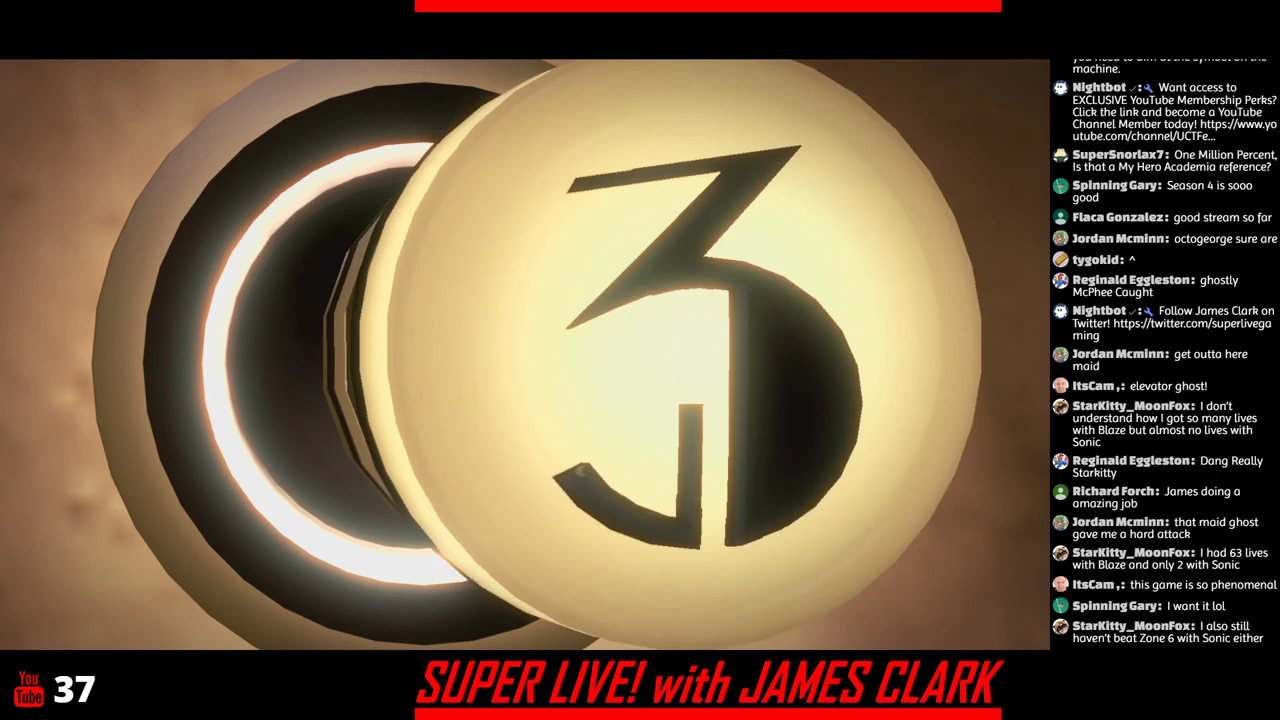 3
machine.
Nightbot ✓:🔧 Want access to
EXCLUSIVE YouTube Membership Perks?
Click the link and become a YouTube
Channel Member today! https://www.yo
utube.com/channel/UCTFe...
SuperSnorlax7: One Million Percent,
Is that a My Hero Academia reference?
Spinning Gary: Season 4 is sooo
good
Flaca Gonzalez: good stream so far
Jordan Mcminn: octogeorge sure are
tygokid: ^
Reginald Eggleston: ghostly
McPhee Caught
Nightbot ✓:🔧 Follow James Clark on
Twitter! https://twitter.com/superlivega
ming
Jordan Mcminn: get outta here
maid
ItsCam ,: elevator ghost!
StarKitty_MoonFox: I don't
understand how I got so many lives
with Blaze but almost no lives with
Sonic
Reginald Eggleston: Dang Really
Starkitty
Richard Forch: James doing a
amazing job
Jordan Mcminn: that maid ghost
gave me a hard attack
StarKitty_MoonFox: I had 63 lives
with Blaze and only 2 with Sonic
ItsCam ,: this game is so phenomenal
Spinning Gary: I want it lol
StarKitty_MoonFox: I also still
haven't beat Zone 6 with Sonic either
You
Tube
37
SUPER LIVE! with JAMES CLARK